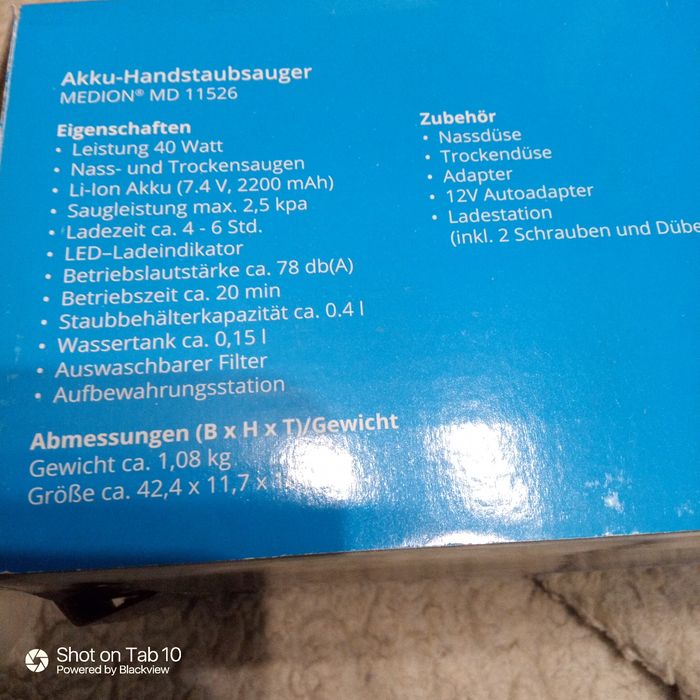 Akku-Handstaubsauger
MEDION® MD 11526
Eigenschaften
• Leistung 40 Watt
• Nass- und Trockensaugen
• Li-Ion Akku (7.4 V, 2200 mAh)
• Saugleistung max. 2,5 kpa
• Ladezeit ca. 4 - 6 Std.
• LED–Ladeindikator
• Betriebslautstärke ca. 78 db(A)
• Betriebszeit ca. 20 min
• Staubbehälterkapazität ca. 0.4 l
• Wassertank ca. 0,15 l
• Auswaschbarer Filter
• Aufbewahrungsstation
Abmessungen (B x H x T)/Gewicht
Gewicht ca. 1,08 kg
Größe ca. 42,4 x 11,7 x
Zubehör
• Nassdüse
• Trockendüse
• Adapter
• 12V Autoadapter
• Ladestation
(inkl. 2 Schrauben und Dübe
Shot on Tab 10
Powered by Blackview